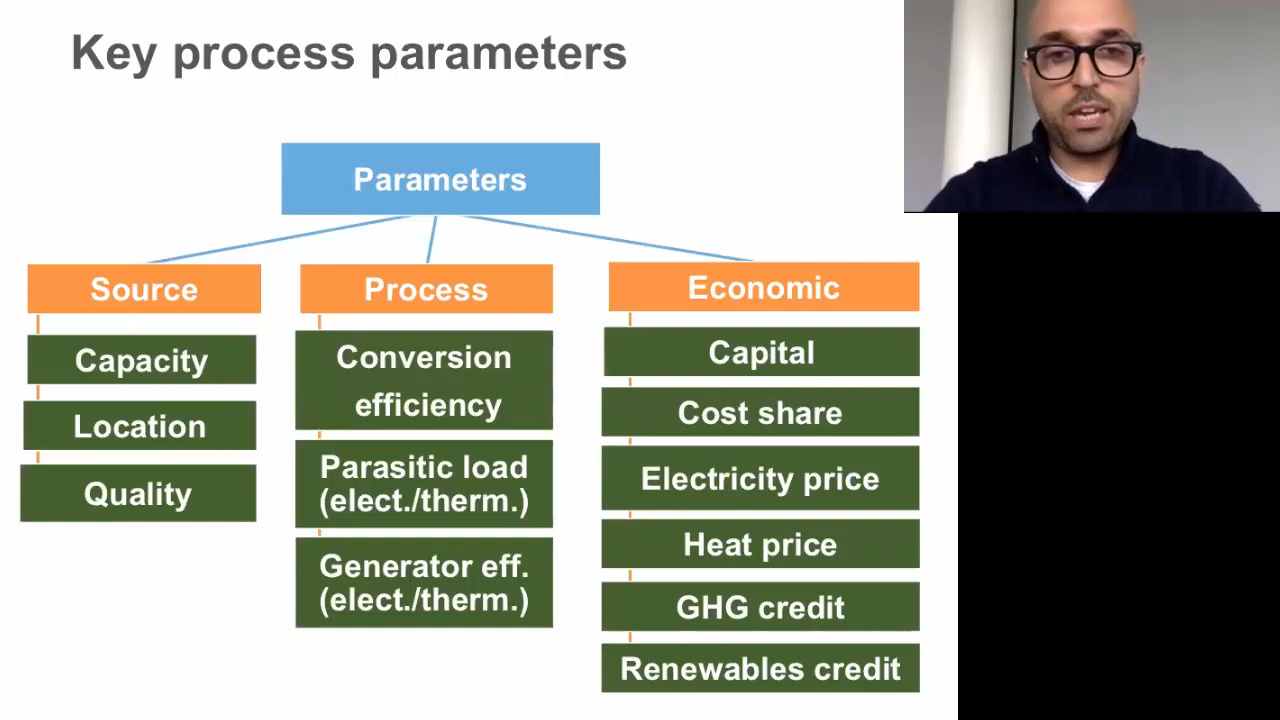 Key process parameters
Parameters
Source
Capacity
Location
Quality
Process
Conversion
efficiency
Parasitic load
(elect./therm.)
Generator eff.
(elect./therm.)
Economic
Capital
Cost share
Electricity price
Heat price
GHG credit
Renewables credit